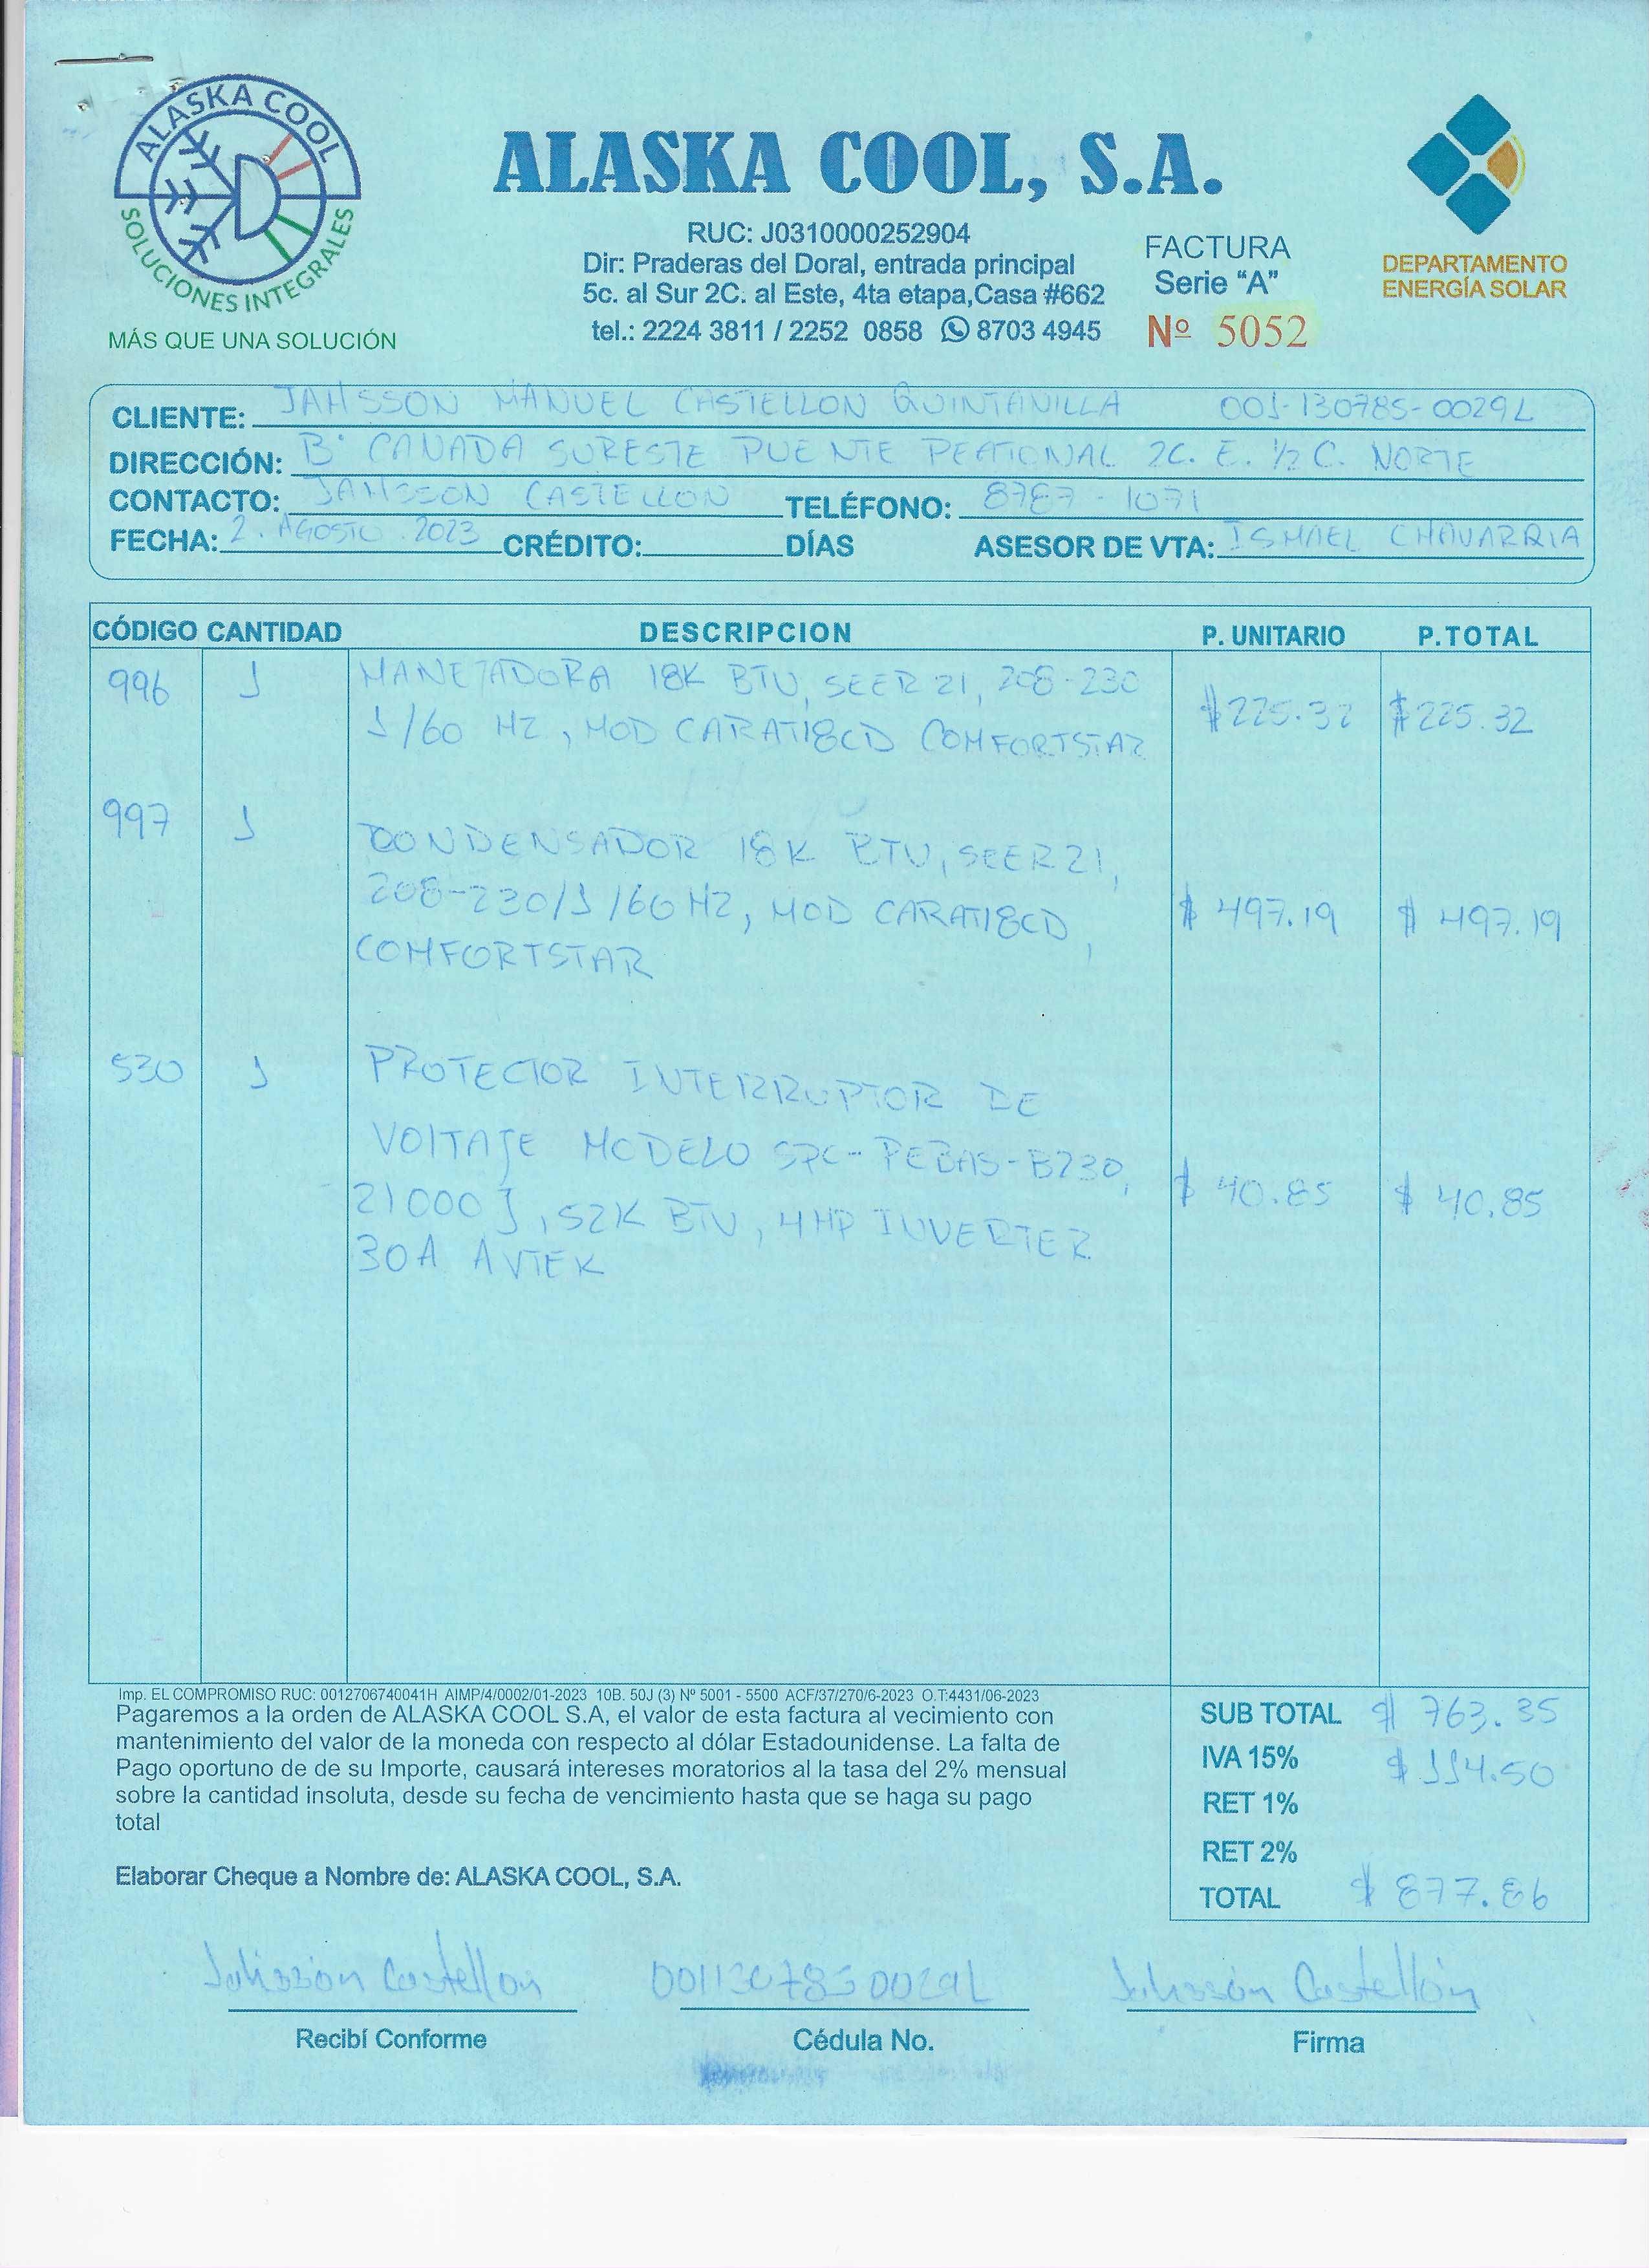 ALASKA COOL
SOLUCIONES INTEGRALES
MÁS QUE UNA SOLUCIÓN
ALASKA COOL, S.A.
RUC: J0310000252904
Dir: Praderas del Doral, entrada principal
5c. al Sur 2C. al Este, 4ta etapa,Casa #662
tel.: 2224 3811 / 2252 0858 8703 4945
FACTURA
Serie “A”
Nº 5052
DEPARTAMENTO
ENERGÍA SOLAR
CLIENTE: JAHSSON MANUEL CASTELLON QUINTANILLA 001-130785-0029L
DIRECCIÓN: Bº CANADA SURESTE PUENTE PEATIONAL 2C. E. 1/2 C. NORTE
CONTACTO: JAHSSON CASTELLON TELÉFONO: 8787-1071
FECHA: 2. AGOSTO. 2023 CRÉDITO: DÍAS ASESOR DE VTA: ISMAEL CHAVARRIA
CÓDIGO CANTIDAD DESCRIPCION P. UNITARIO P.TOTAL
996 1 MANEJADORA 18K BTU, SEER 21, 208-230
1/60 HZ, MOD CARATI8CD COMFORTSTAR $225.32 $225.32
997 1 CONDENSADOR 18K BTU, SEER 21,
208-230/1/60 HZ, MOD CARATI8CD, $497.19 $497.19
COMFORTSTAR
530 1 PROTECTOR INTERRUPTOR DE
VOLTAJE MODELO SPC-PEBAS-B230, $40.85 $40.85
21000J, 52K BTU, 4HP INVERTER
30A AVTEK
Imp. EL COMPROMISO RUC: 0012706740041H AIMP/4/0002/01-2023 10B. 50J (3) Nº 5001 - 5500 ACF/37/270/6-2023 O.T:4431/06-2023
Pagaremos a la orden de ALASKA COOL S.A, el valor de esta factura al vecimiento con
mantenimiento del valor de la moneda con respecto al dólar Estadounidense. La falta de
Pago oportuno de de su Importe, causará intereses moratorios al la tasa del 2% mensual
sobre la cantidad insoluta, desde su fecha de vencimiento hasta que se haga su pago
total
Elaborar Cheque a Nombre de: ALASKA COOL, S.A.
SUB TOTAL $ 763.35
IVA 15% $ 114.50
RET 1%
RET 2%
TOTAL $ 877.86
Jahsson Castellon 0011307850029L Jahsson Castellón
Recibí Conforme Cédula No. Firma